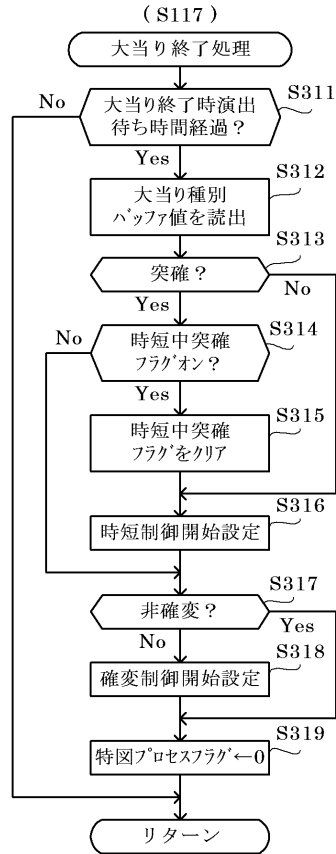 (S117)
大当り終了処理
No
大当り終了時演出
待ち時間経過？
S311
Yes
S312
大当り種別
バッファ値を読出
S313
突確？
No
Yes
S314
No
時短中突確
フラグオン？
Yes
S315
時短中突確
フラグをクリア
S316
時短制御開始設定
S317
非確変？
Yes
No
S318
確変制御開始設定
S319
特図プロセスフラグ←0
リターン